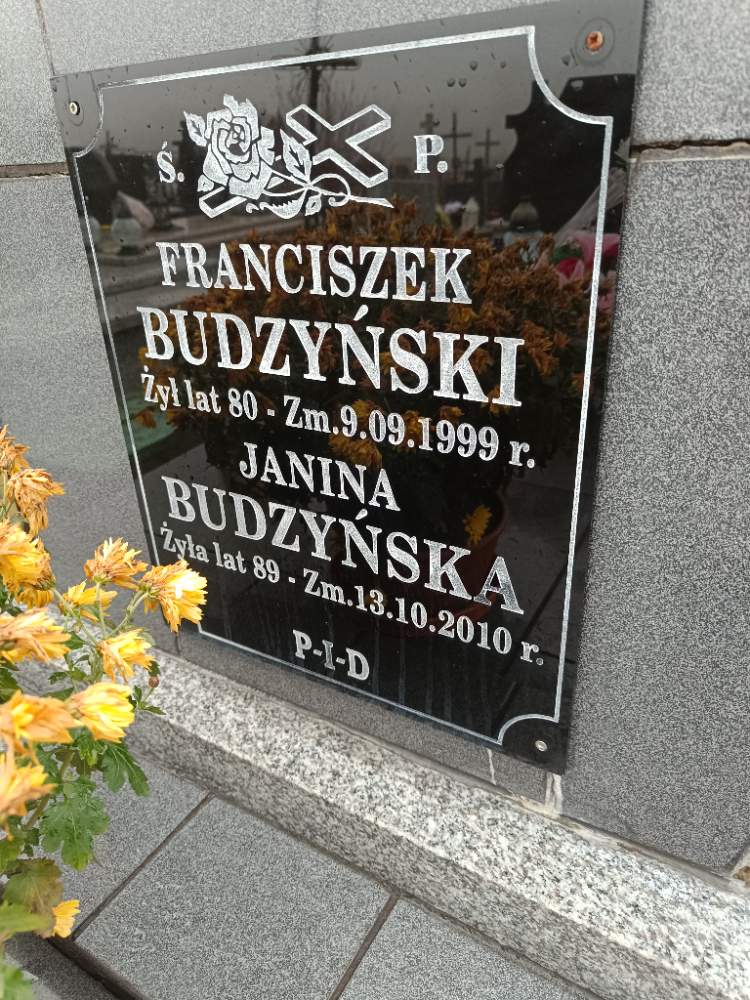 Ś. P.
FRANCISZEK
BUDZYŃSKI
Żył lat 80 - Zm.9.09.1999 r.
JANINA
BUDZYŃSKA
Żyła lat 89 - Zm.13.10.2010 r.
P-I-D